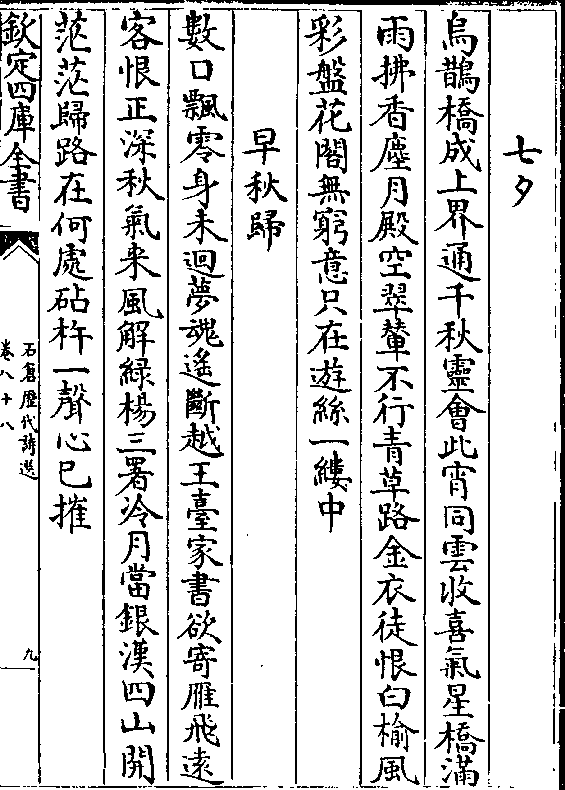 七夕
烏鵲橋成上界通千秋靈會此宵同雲收喜氣星橋滿
雨拂香塵月殿空翠輦不行青草路金衣徒恨白榆風
彩盤花閣無窮意只在遊絲一縷中
早秋歸
數口飄零身未迴夢魂遙斷越王臺家書欲寄雁飛遠
客恨正深秋氣来風解緑楊三署冷月當銀漢四山開
茫茫歸路在何處砧杵一聲心已摧
欽定四庫全書
石倉歷代詩選
卷八十八
九